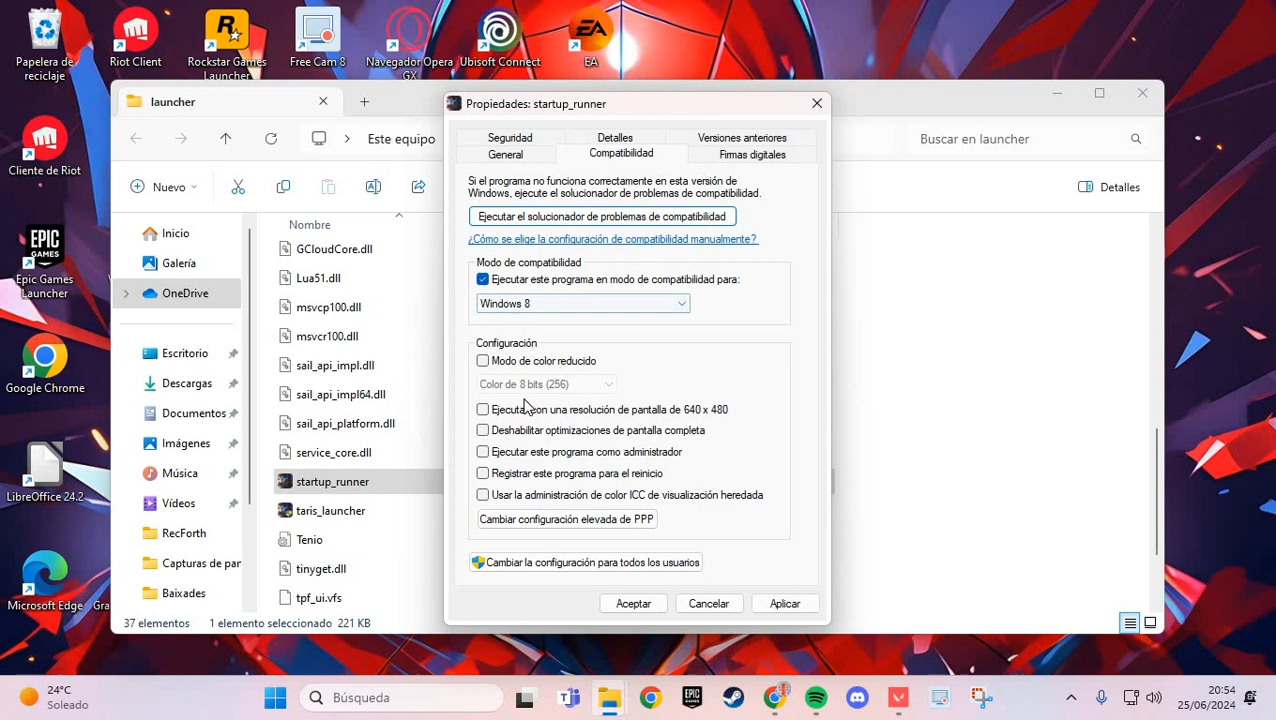 Papelera de
reciclaje
Riot Client
Rockstar Games
Launcher
Free Cam 8
Navegador Opera
GX
Ubisoft Connect
EA
EA
Cliente de Riot
EPIC
GAMES
Epic Games
Launcher
Google Chrome
LibreOffice 24.2
Microsoft Edge
Gra
launcher
Este equipo
Buscar en launcher
Nuevo
Detalles
Inicio
Galería
OneDrive
Escritorio
Descargas
Documentos
Imágenes
Música
Vídeos
RecForth
Capturas de pan
Baixades
Nombre
GCloudCore.dll
Lua51.dll
msvcp100.dll
msvcr100.dll
sail_api_impl.dll
sail_api_impl64.dll
sail_api_platform.dll
service_core.dll
startup_runner
taris_launcher
Tenio
tinyget.dll
tpf_ui.vfs
37 elementos
1 elemento seleccionado 221 KB
Propiedades: startup_runner
Seguridad
Detalles
Versiones anteriores
General
Compatibilidad
Firmas digitales
Si el programa no funciona correctamente en esta versión de
Windows, ejecute el solucionador de problemas de compatibilidad.
Ejecutar el solucionador de problemas de compatibilidad
¿Cómo se elige la configuración de compatibilidad manualmente?
Modo de compatibilidad
Ejecutar este programa en modo de compatibilidad para:
Windows 8
Configuración
Modo de color reducido
Color de 8 bits (256)
Ejecutar con una resolución de pantalla de 640 x 480
Deshabilitar optimizaciones de pantalla completa
Ejecutar este programa como administrador
Registrar este programa para el reinicio
Usar la administración de color ICC de visualización heredada
Cambiar configuración elevada de PPP
Cambiar la configuración para todos los usuarios
Aceptar
Cancelar
Aplicar
24°C
Soleado
Búsqueda
EPIC
20:54
25/06/2024